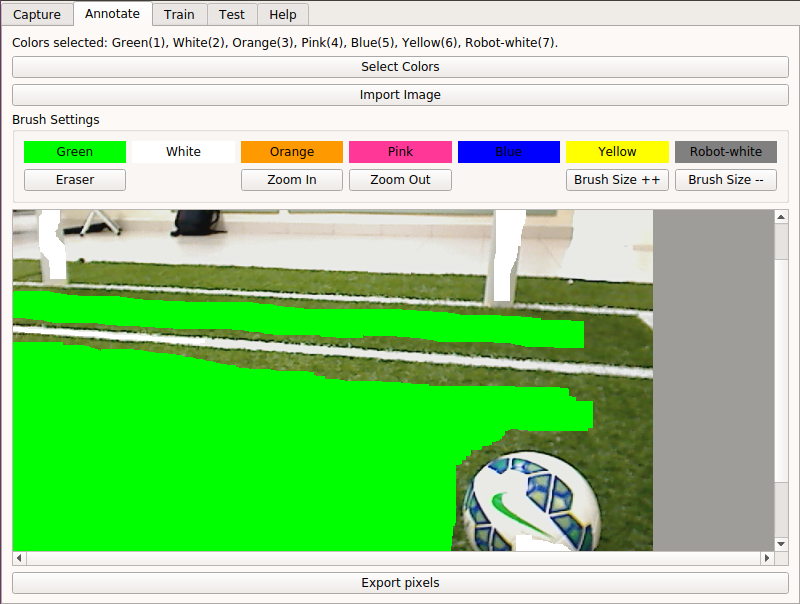 Capture Annotate Train Test Help
Colors selected: Green(1), White(2), Orange(3), Pink(4), Blue(5), Yellow(6), Robot-white(7).
Select Colors
Import Image
Brush Settings
Green White Orange Pink Blue Yellow Robot-white
Eraser Zoom In Zoom Out Brush Size ++ Brush Size --
Export pixels